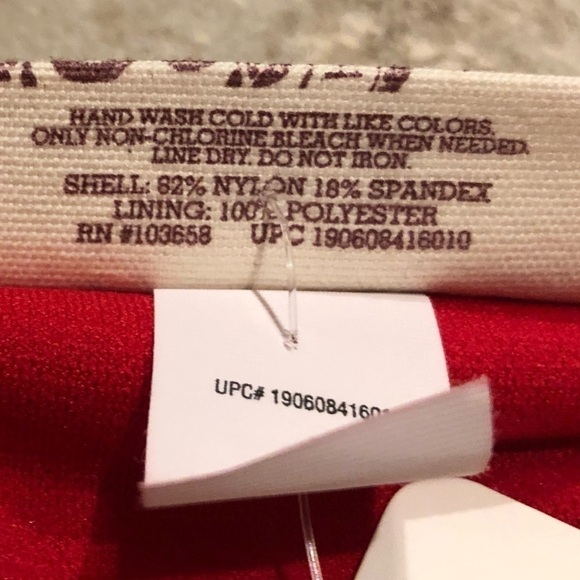 HAND WASH COLD WITH LIKE COLORS.
ONLY NON-CHLORINE BLEACH WHEN NEEDED.
LINE DRY. DO NOT IRON.
SHELL: 82% NYLON 18% SPANDEX
LINING: 100% POLYESTER
RN #103658 UPC 190608416010
UPC#